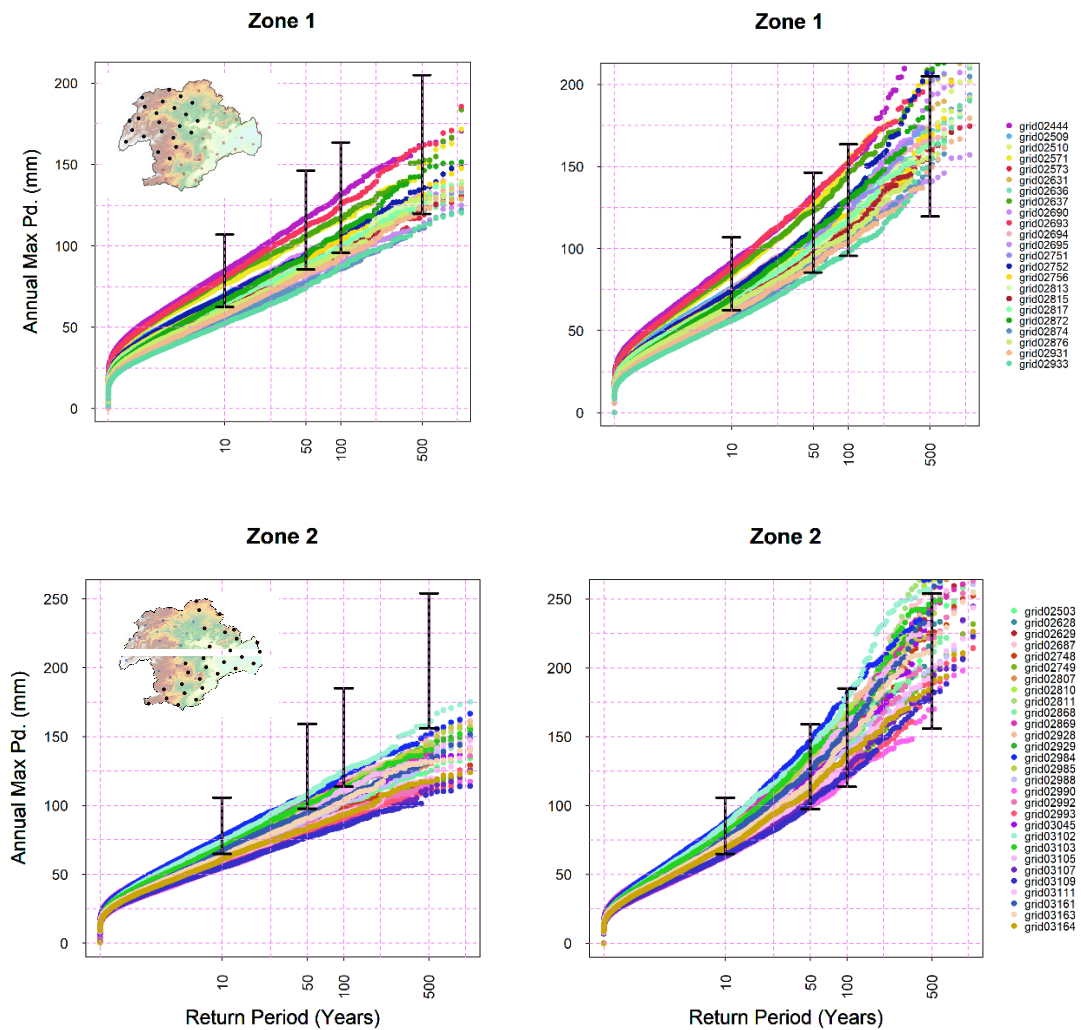 Zone 1
Zone 1
Annual Max Pd. (mm)
200
150
100
50
0
10
50
100
500
200
150
100
50
0
10
50
100
500
grid02444
grid02509
grid02510
grid02571
grid02573
grid02631
grid02636
grid02637
grid02690
grid02693
grid02694
grid02695
grid02751
grid02752
grid02756
grid02813
grid02815
grid02817
grid02872
grid02874
grid02876
grid02931
grid02933
Zone 2
Zone 2
Annual Max Pd. (mm)
250
200
150
100
50
0
10
50
100
500
Return Period (Years)
250
200
150
100
50
0
10
50
100
500
Return Period (Years)
grid02503
grid02628
grid02629
grid02687
grid02748
grid02749
grid02807
grid02810
grid02811
grid02868
grid02869
grid02928
grid02929
grid02984
grid02985
grid02988
grid02990
grid02992
grid02993
grid03045
grid03102
grid03103
grid03105
grid03107
grid03109
grid03111
grid03161
grid03163
grid03164